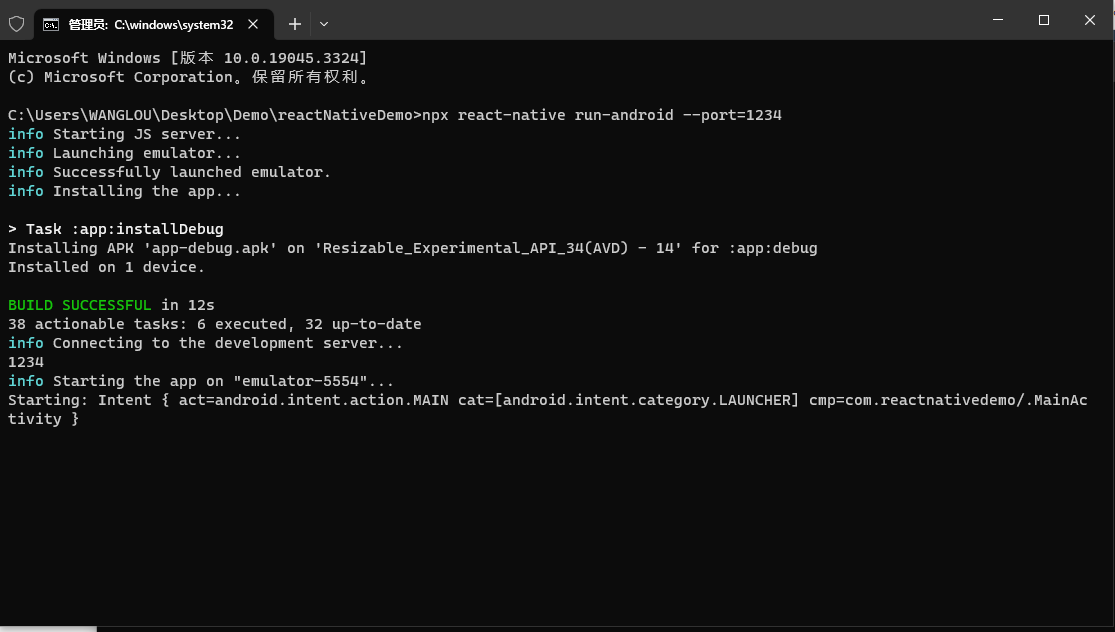 管理员: C:\windows\system32
Microsoft Windows [版本 10.0.19045.3324]
(c) Microsoft Corporation。保留所有权利。
C:\Users\WANGLOU\Desktop\Demo\reactNativeDemo>npx react-native run-android --port=1234
info Starting JS server...
info Launching emulator...
info Successfully launched emulator.
info Installing the app...
> Task :app:installDebug
Installing APK 'app-debug.apk' on 'Resizable_Experimental_API_34(AVD) - 14' for :app:debug
Installed on 1 device.
BUILD SUCCESSFUL in 12s
38 actionable tasks: 6 executed, 32 up-to-date
info Connecting to the development server...
1234
info Starting the app on "emulator-5554"...
Starting: Intent { act=android.intent.action.MAIN cat=[android.intent.category.LAUNCHER] cmp=com.reactnativedemo/.MainAc
tivity }